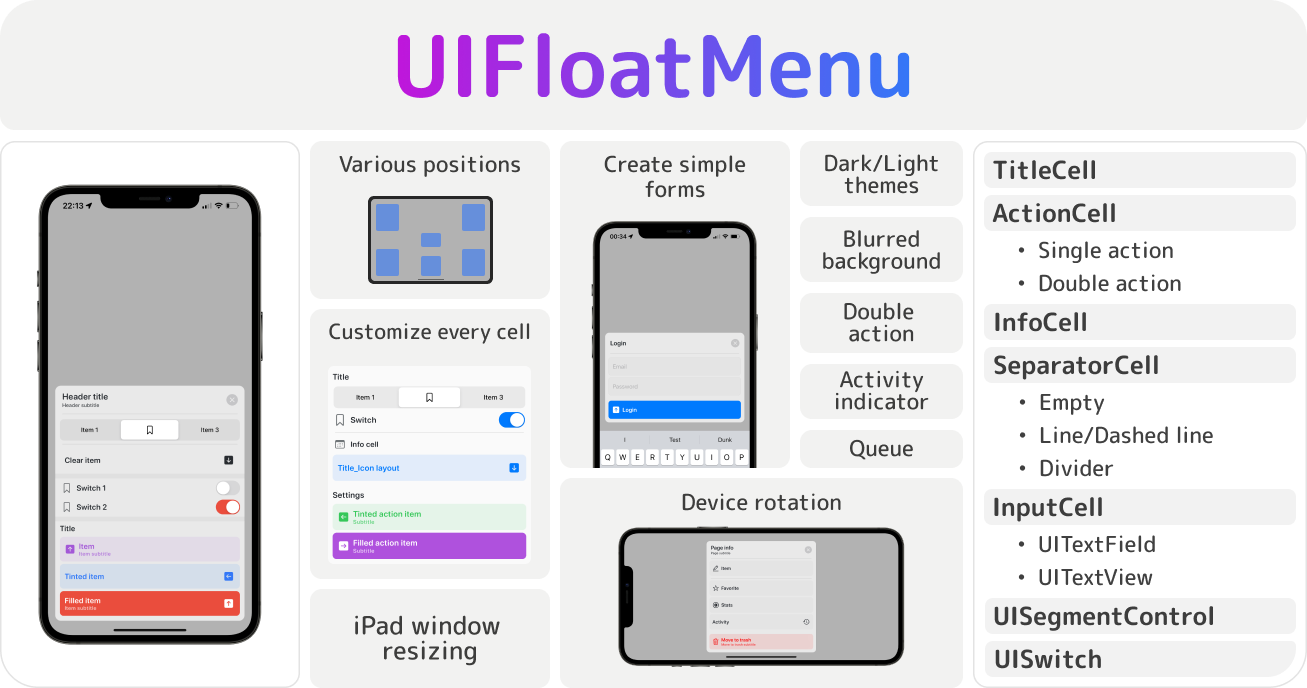 UIFloatMenu
22:13
Header title
Header subtitle
Item 1
Item 3
Clear item
Switch 1
Switch 2
Title
Item
Item subtitle
Tinted item
Filled item
Item subtitle
Various positions
Customize every cell
Title
Item 1
Item 3
Switch
Info cell
Title_Icon layout
Settings
Tinted action item
Subtitle
Filled action item
Subtitle
iPad window
resizing
Create simple
forms
00:34
Login
Email
Password
Login
I Test Dunk
Q W E R T Y U I O P
Dark/Light
themes
Blurred
background
Double
action
Activity
indicator
Queue
Device rotation
Page info
Page subtitle
Item
Favorite
Stats
Activity
Move to trash
Move to trash subtitle
TitleCell
ActionCell
• Single action
• Double action
InfoCell
SeparatorCell
• Empty
• Line/Dashed line
• Divider
InputCell
• UITextField
• UITextView
UISegmentControl
UISwitch